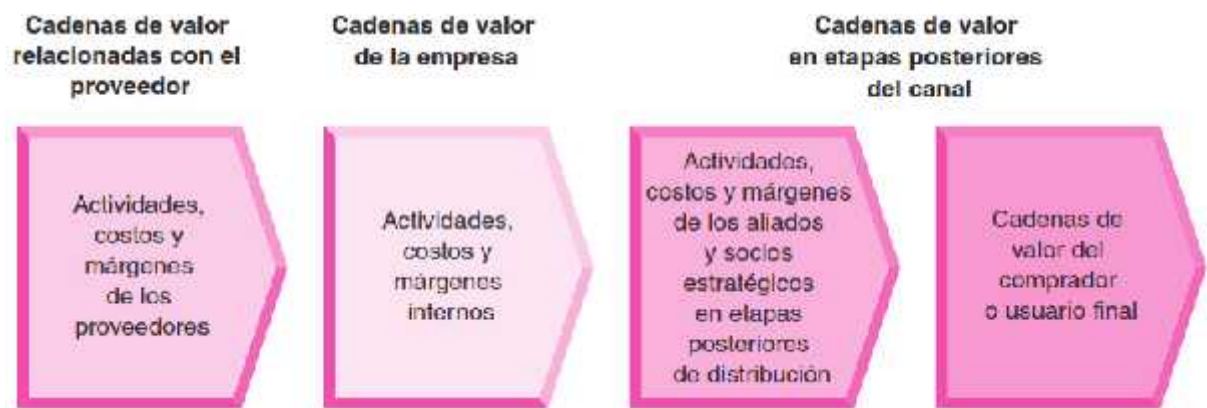 Cadenas de valor
relacionadas con el
proveedor
Cadenas de valor
de la empresa
Cadenas de valor
en etapas posteriores
del canal
Actividades,
costos y
márgenes
de los
proveedores
Actividades,
costos y
márgenes
internos
Actividades,
costos y márgenes
de los aliados
y socios
estratégicos
en etapas
posteriores
de distribución
Cadenas de
valor del
comprador
o usuario final